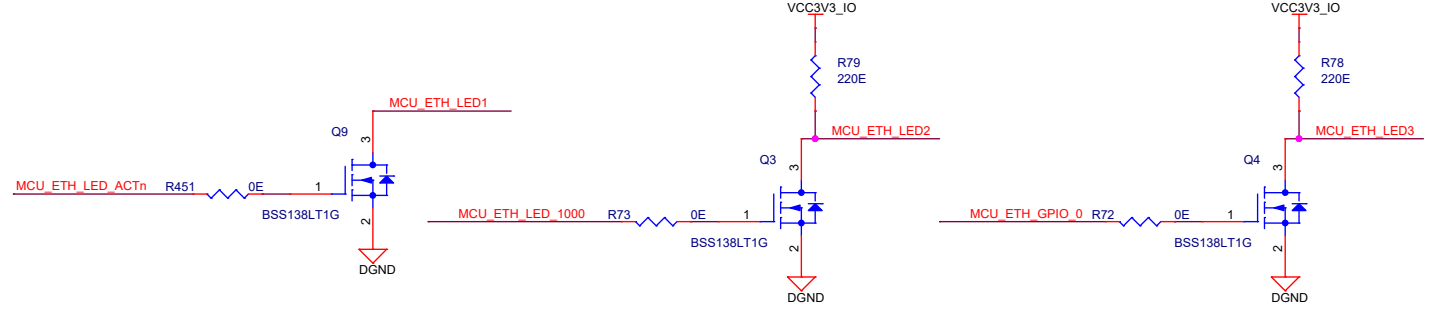 VCC3V3_IO
VCC3V3_IO
R79
220E
R78
220E
MCU_ETH_LED1
MCU_ETH_LED2
MCU_ETH_LED3
Q9
3
Q3
3
Q4
3
MCU_ETH_LED_ACTn R451 0E 1
MCU_ETH_LED_1000 R73 0E 1
MCU_ETH_GPIO_0 R72 0E 1
BSS138LT1G
2
BSS138LT1G
2
BSS138LT1G
2
DGND
DGND
DGND